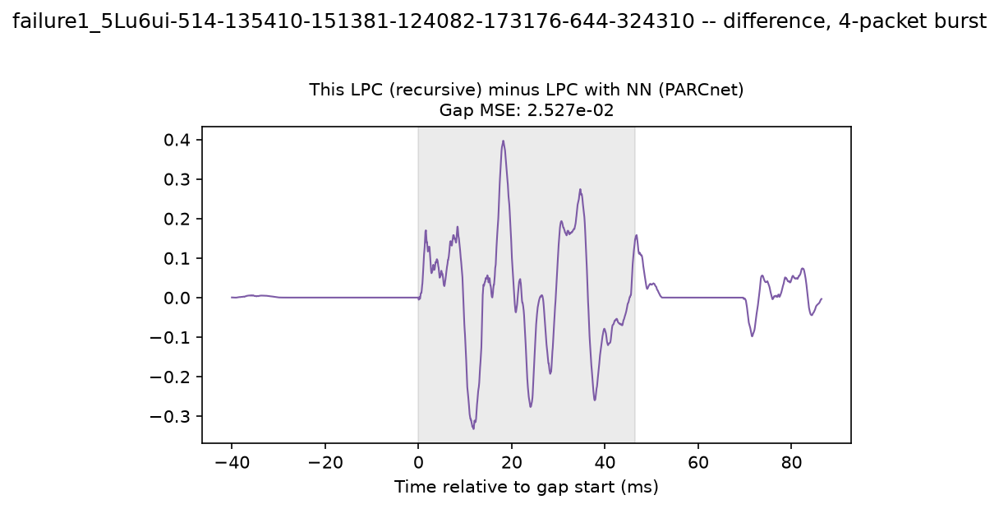 failure1_5Lu6ui-514-135410-151381-124082-173176-644-324310 -- difference, 4-packet burst
This LPC (recursive) minus LPC with NN (PARCnet)
Gap MSE: 2.527e-02
0.4
0.3
0.2
0.1
0.0
−0.1
−0.2
−0.3
−40 −20 0 20 40 60 80
Time relative to gap start (ms)